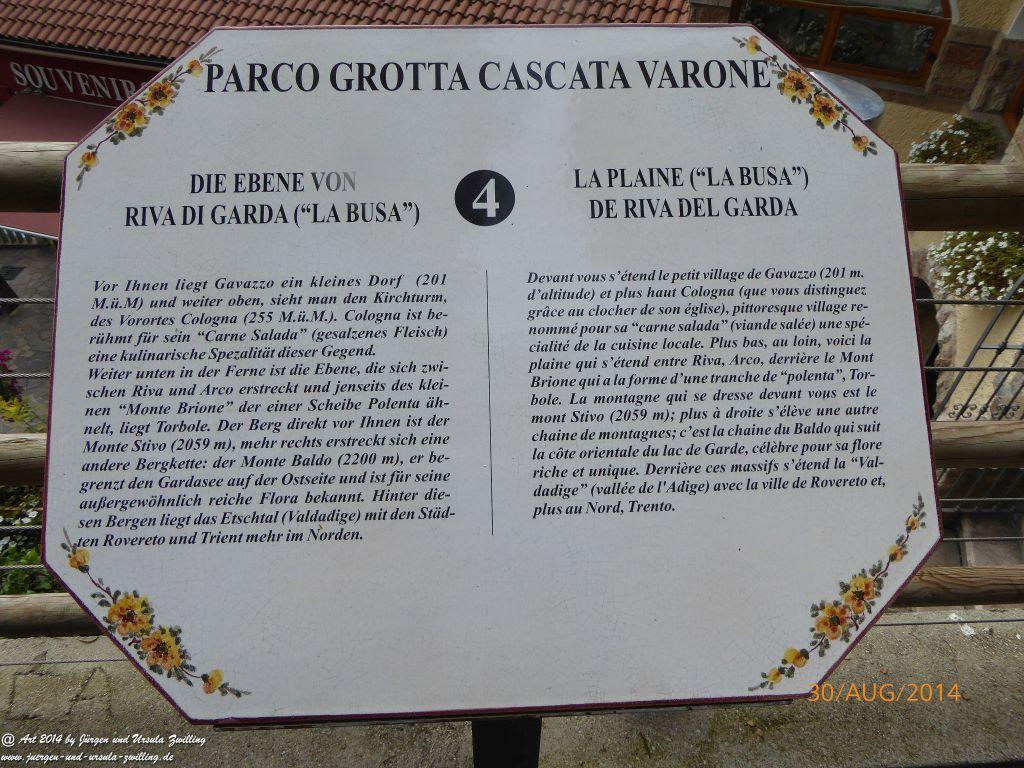 SOUVENIR
PARCO GROTTA CASCATA VARONE
DIE EBENE VON
RIVA DI GARDA (“LA BUSA”)
4
LA PLAINE (“LA BUSA”)
DE RIVA DEL GARDA
Vor Ihnen liegt Gavazzo ein kleines Dorf (201
M.ü.M) und weiter oben, sieht man den Kirchturm,
des Vorortes Cologna (255 M.ü.M.). Cologna ist be-
rühmt für sein “Carne Salada” (gesalzenes Fleisch)
eine kulinarische Spezalität dieser Gegend.
Weiter unten in der Ferne ist die Ebene, die sich zwi-
schen Riva und Arco erstreckt und jenseits des klei-
nen “Monte Brione” der einer Scheibe Polenta äh-
nelt, liegt Torbole. Der Berg direkt vor Ihnen ist der
Monte Stivo (2059 m), mehr rechts erstreckt sich eine
andere Bergkette: der Monte Baldo (2200 m), er be-
grenzt den Gardasee auf der Ostseite und ist für seine
außergewöhnlich reiche Flora bekannt. Hinter die-
sen Bergen liegt das Etschtal (Valdadige) mit den Städ-
ten Rovereto und Trient mehr im Norden.
Devant vous s’étend le petit village de Gavazzo (201 m.
d’altitude) et plus haut Cologna (que vous distinguez
grâce au clocher de son église), pittoresque village re-
nommé pour sa “carne salada” (viande salée) une spé-
cialité de la cuisine locale. Plus bas, au loin, voici la
plaine qui s’étend entre Riva, Arco, derrière le Mont
Brione qui a la forme d’une tranche de “polenta”, Tor-
bole. La montagne qui se dresse devant vous est le
mont Stivo (2059 m); plus à droite s’élève une autre
chaine de montagnes; c’est la chaine du Baldo qui suit
la côte orientale du lac de Garde, célèbre pour sa flore
riche et unique. Derrière ces massifs s’étend la “Val-
dadige” (vallée de l'Adige) avec la ville de Rovereto et,
plus au Nord, Trento.
30/AUG/2014
@ Art 2014 by Jürgen und Ursula Zwilling
www.juergen-und-ursula-zwilling.de